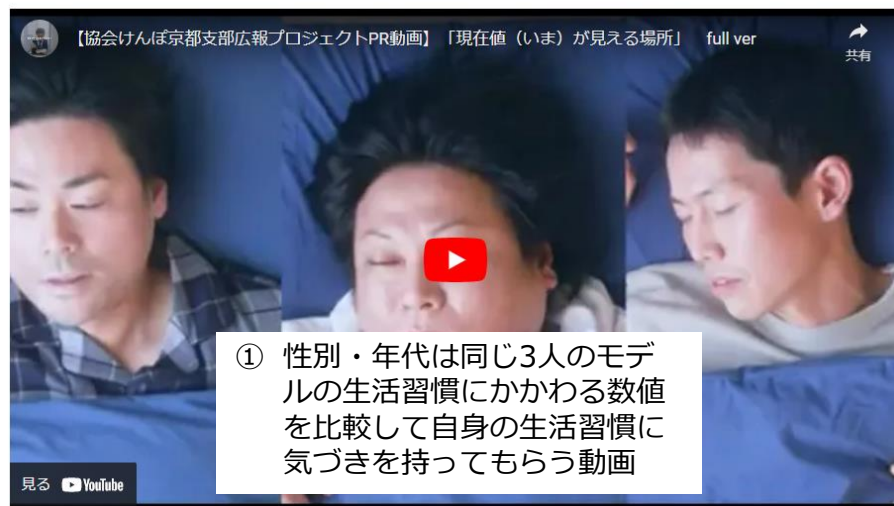 【協会けんぽ京都支部広報プロジェクトPR動画】「現在値（いま）が見える場所」 full ver
共有
① 性別・年代は同じ3人のモデ
ルの生活習慣にかかわる数値
を比較して自身の生活習慣に
気づきを持ってもらう動画
見る YouTube